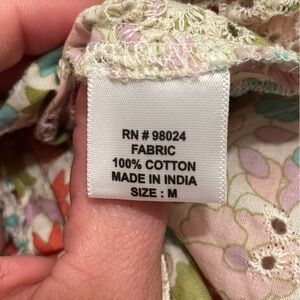 RN # 98024
FABRIC
100% COTTON
MADE IN INDIA
SIZE : M